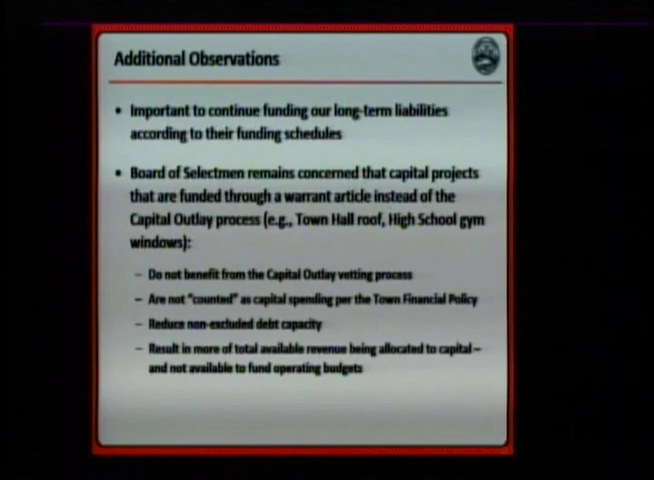 Additional Observations
• Important to continue funding our long-term liabilities
according to their funding schedules
• Board of Selectmen remains concerned that capital projects
that are funded through a warrant article instead of the
Capital Outlay process (e.g., Town Hall roof, High School gym
windows):
– Do not benefit from the Capital Outlay vetting process
– Are not "counted" as capital spending per the Town Financial Policy
– Reduce non-excluded debt capacity
– Result in more of total available revenue being allocated to capital –
and not available to fund operating budgets